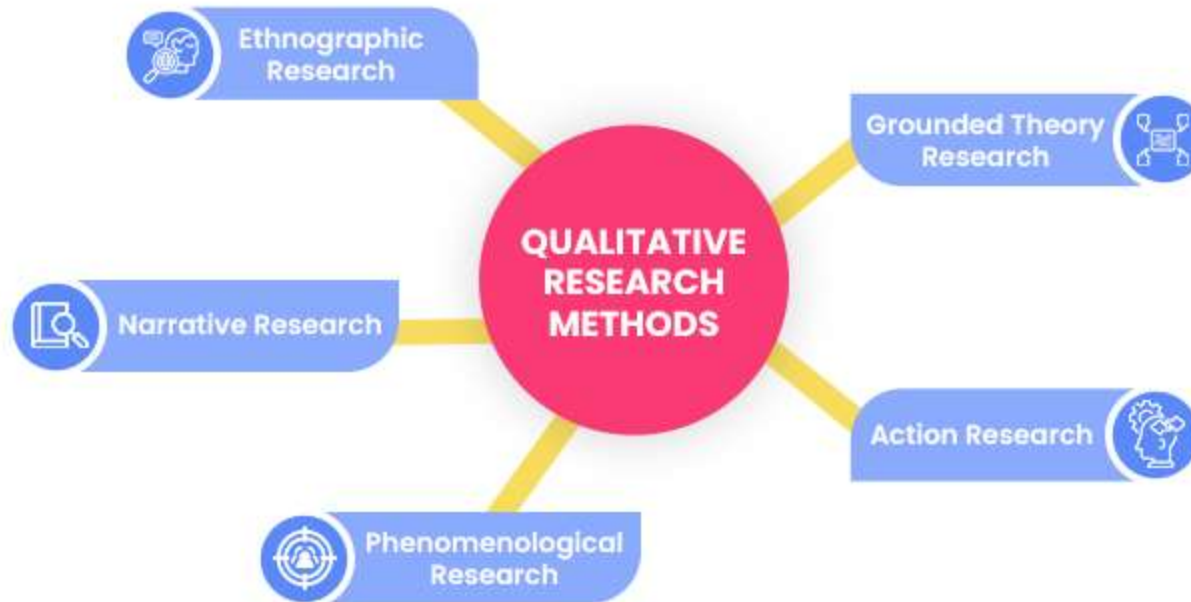 Ethnographic
Research
Grounded Theory
Research
QUALITATIVE
RESEARCH
METHODS
Narrative Research
Action Research
Phenomenological
Research